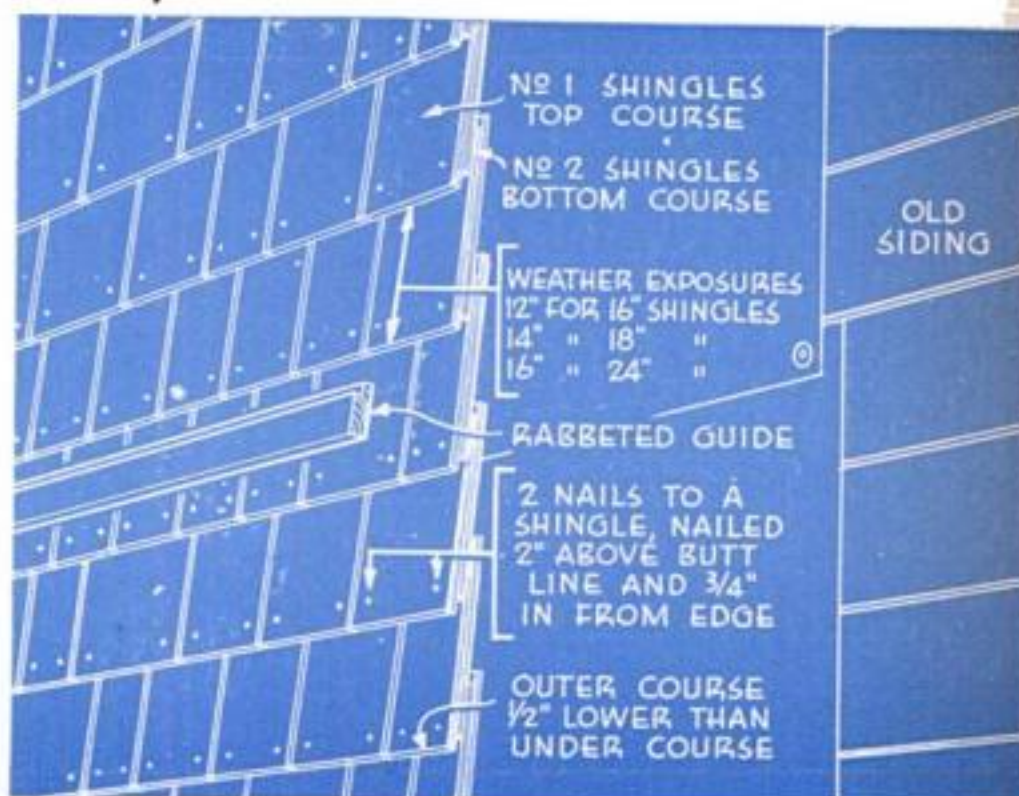 Nº 1 SHINGLES
TOP COURSE
Nº 2 SHINGLES
BOTTOM COURSE
OLD
SIDING
WEATHER EXPOSURES
12" FOR 16" SHINGLES
14" " 18" "
16" " 24" "
RABBETED GUIDE
2 NAILS TO A
SHINGLE, NAILED
2" ABOVE BUTT
LINE AND 3/4"
IN FROM EDGE
OUTER COURSE
1/2" LOWER THAN
UNDER COURSE